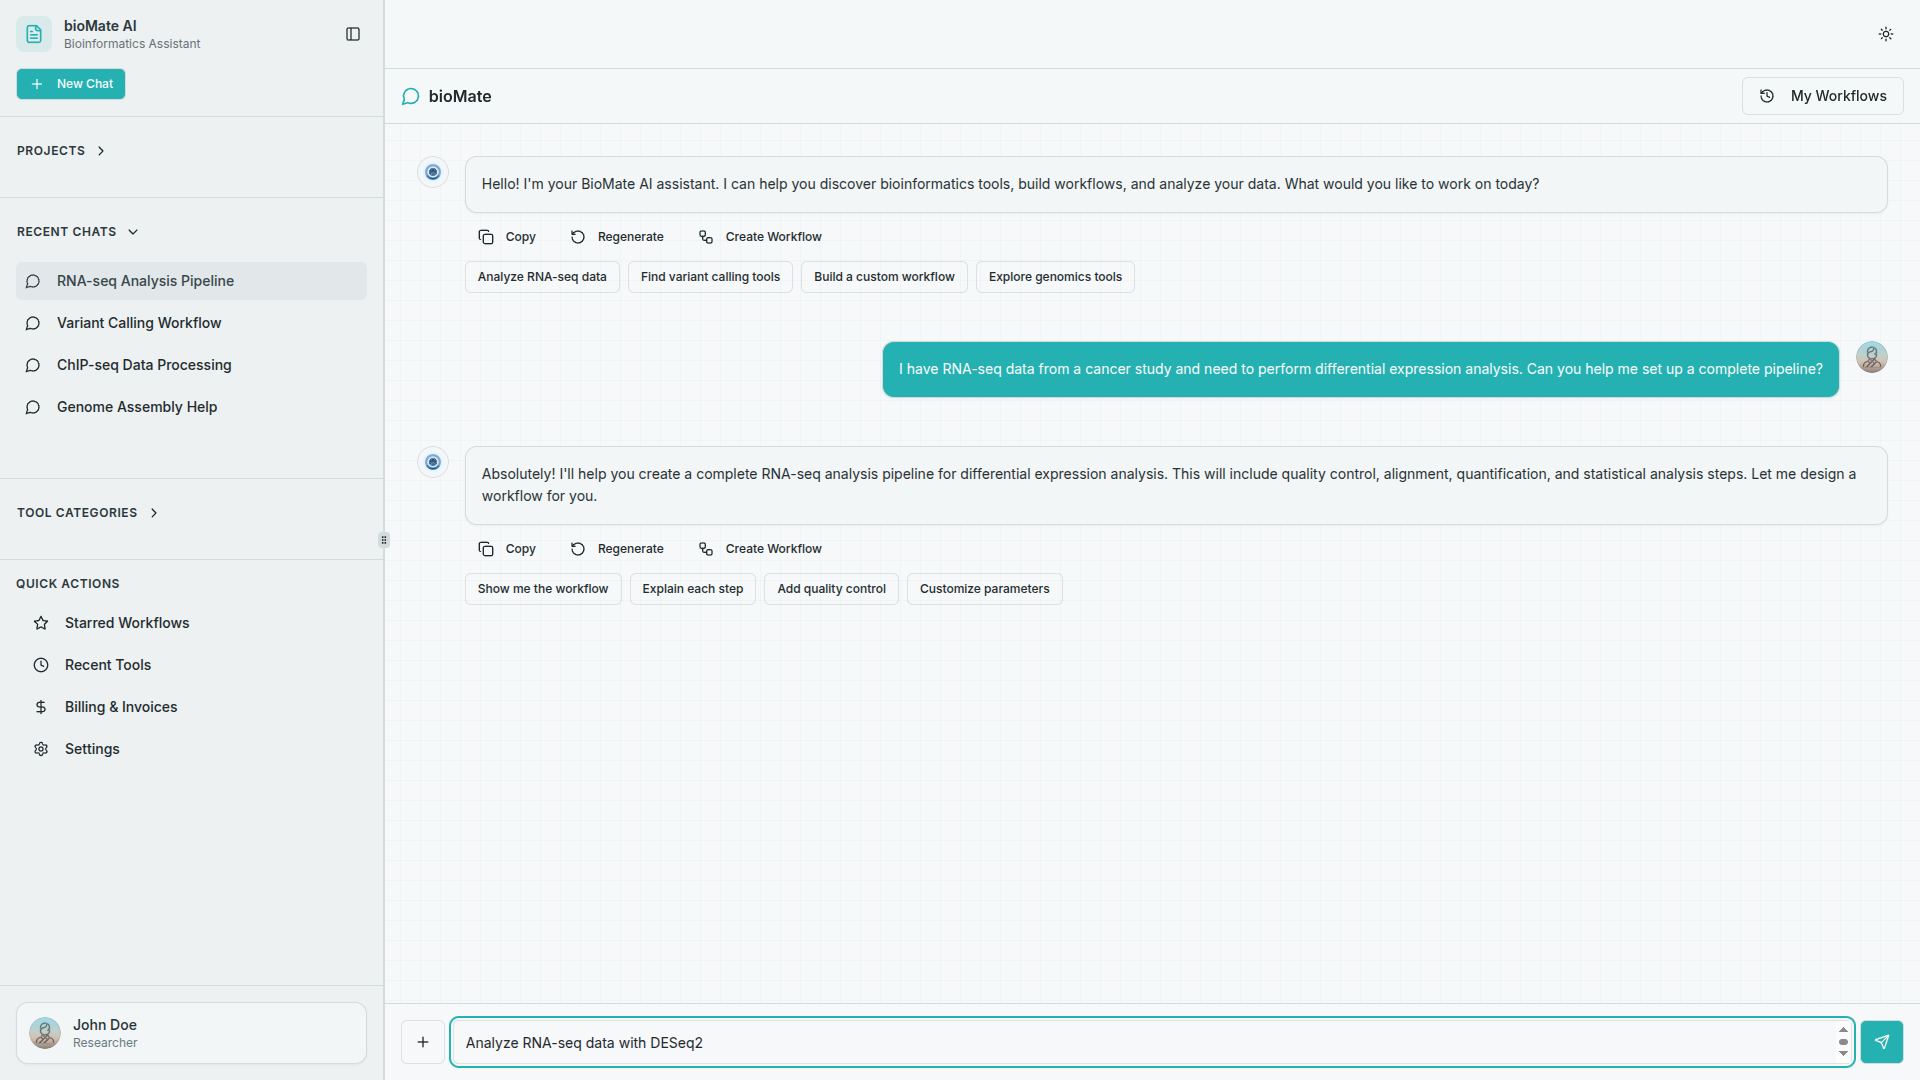 bioMate AI
Bioinformatics Assistant
New Chat
PROJECTS
RECENT CHATS
RNA-seq Analysis Pipeline
Variant Calling Workflow
ChIP-seq Data Processing
Genome Assembly Help
TOOL CATEGORIES
QUICK ACTIONS
Starred Workflows
Recent Tools
Billing & Invoices
Settings
John Doe
Researcher
bioMate
My Workflows
Hello! I'm your BioMate AI assistant. I can help you discover bioinformatics tools, build workflows, and analyze your data. What would you like to work on today?
Copy Regenerate Create Workflow
Analyze RNA-seq data Find variant calling tools Build a custom workflow Explore genomics tools
I have RNA-seq data from a cancer study and need to perform differential expression analysis. Can you help me set up a complete pipeline?
Absolutely! I'll help you create a complete RNA-seq analysis pipeline for differential expression analysis. This will include quality control, alignment, quantification, and statistical analysis steps. Let me design a
workflow for you.
Copy Regenerate Create Workflow
Show me the workflow Explain each step Add quality control Customize parameters
Analyze RNA-seq data with DESeq2